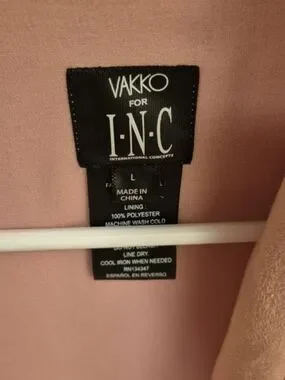 VAKKO
FOR
I·N·C
INTERNATIONAL CONCEPTS
L
MADE IN
CHINA
LINING :
100% POLYESTER
MACHINE WASH COLD
LINE DRY
COOL IRON WHEN NEEDED
RN134347
ESPAÑOL EN REVERSO